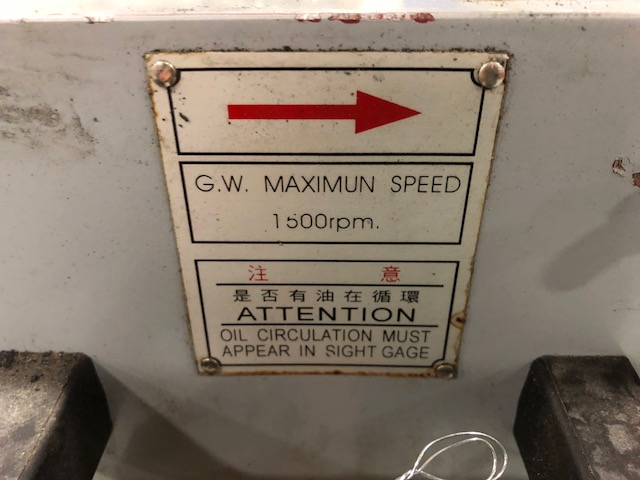 G.W. MAXIMUN SPEED
1500rpm.
注 意
是否有油在循環
ATTENTION
OIL CIRCULATION MUST
APPEAR IN SIGHT GAGE